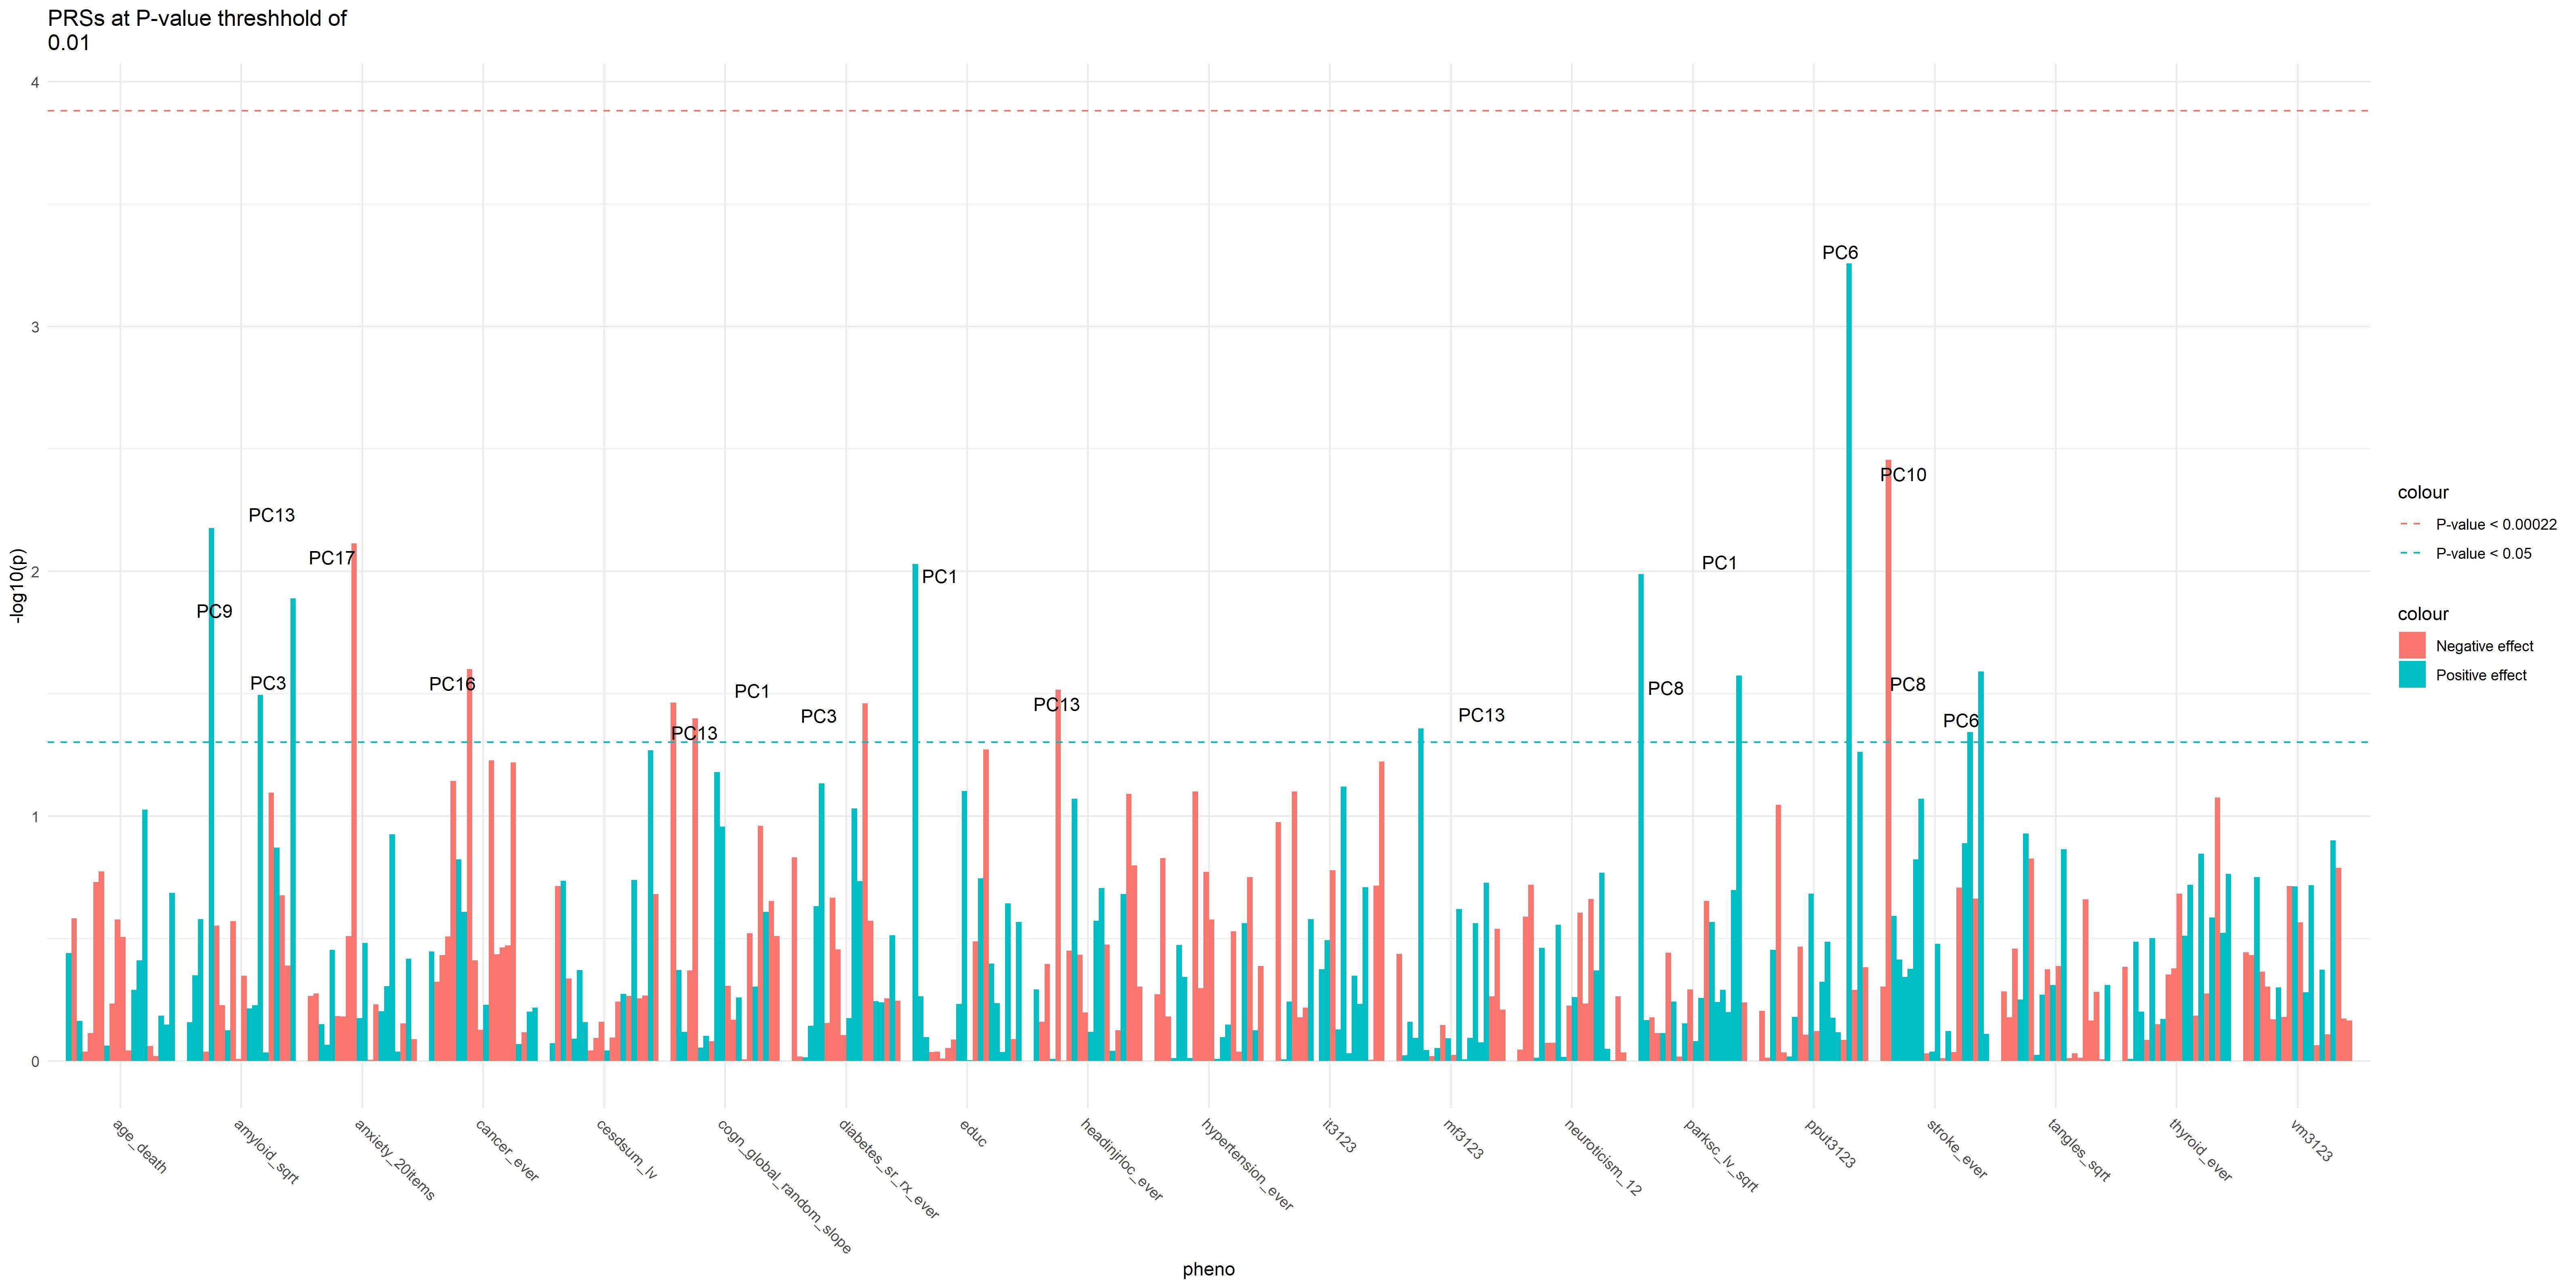 PRSs at P-value threshhold of
0.01
4
3
2
1
0
-log10(p)
PC6
PC10
PC13
PC17
PC1
PC1
PC9
PC3
PC16
PC1
PC8
PC8
PC13
PC3
PC13
PC13
PC6
colour
P-value < 0.00022
P-value < 0.05
colour
Negative effect
Positive effect
age_death
amyloid_sqrt
anxiety_20items
cancer_ever
cesdsum_lv
cogn_global_random_slope
diabetes_sr_rx_ever
educ
headinjrloc_ever
hypertension_ever
it3123
mf3123
neuroticism_12
parksc_lv_sqrt
pput3123
stroke_ever
tangles_sqrt
thyroid_ever
vm3123
pheno